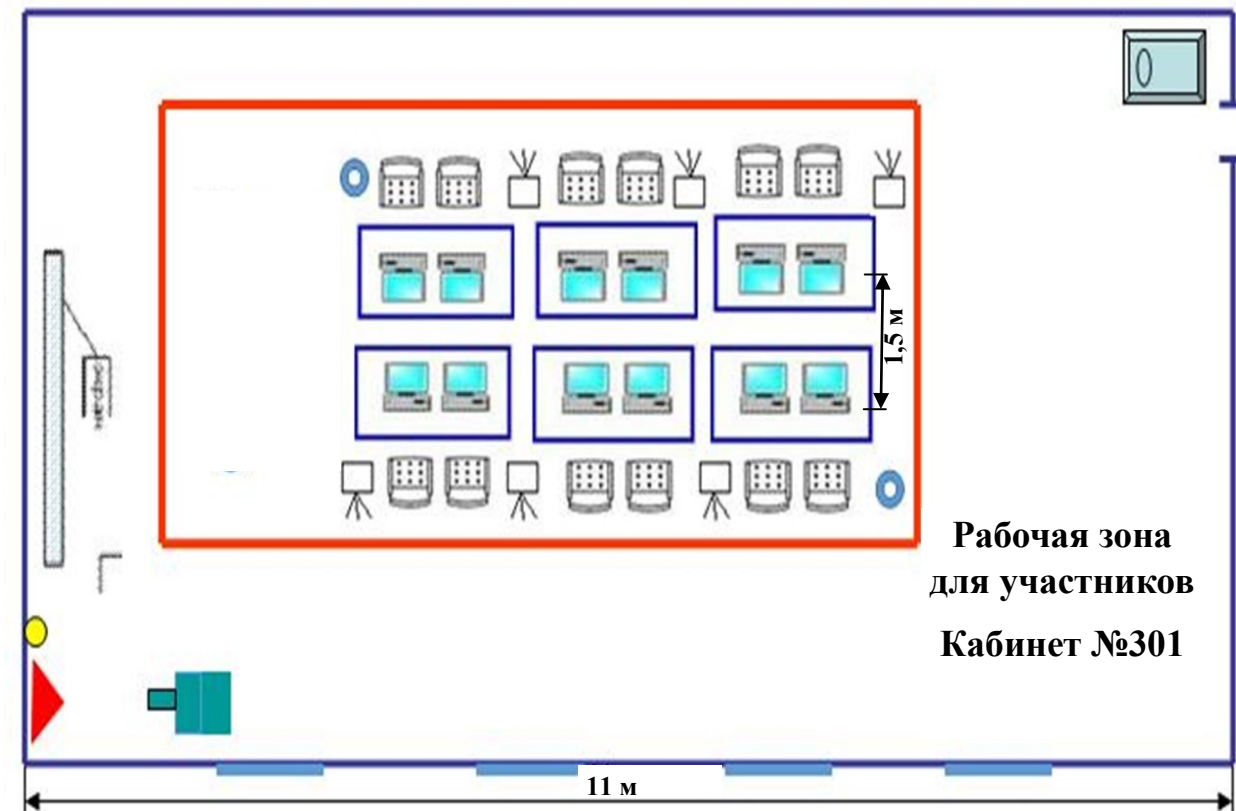 1,5 м
Рабочая зона
для участников
Кабинет №301
11 м